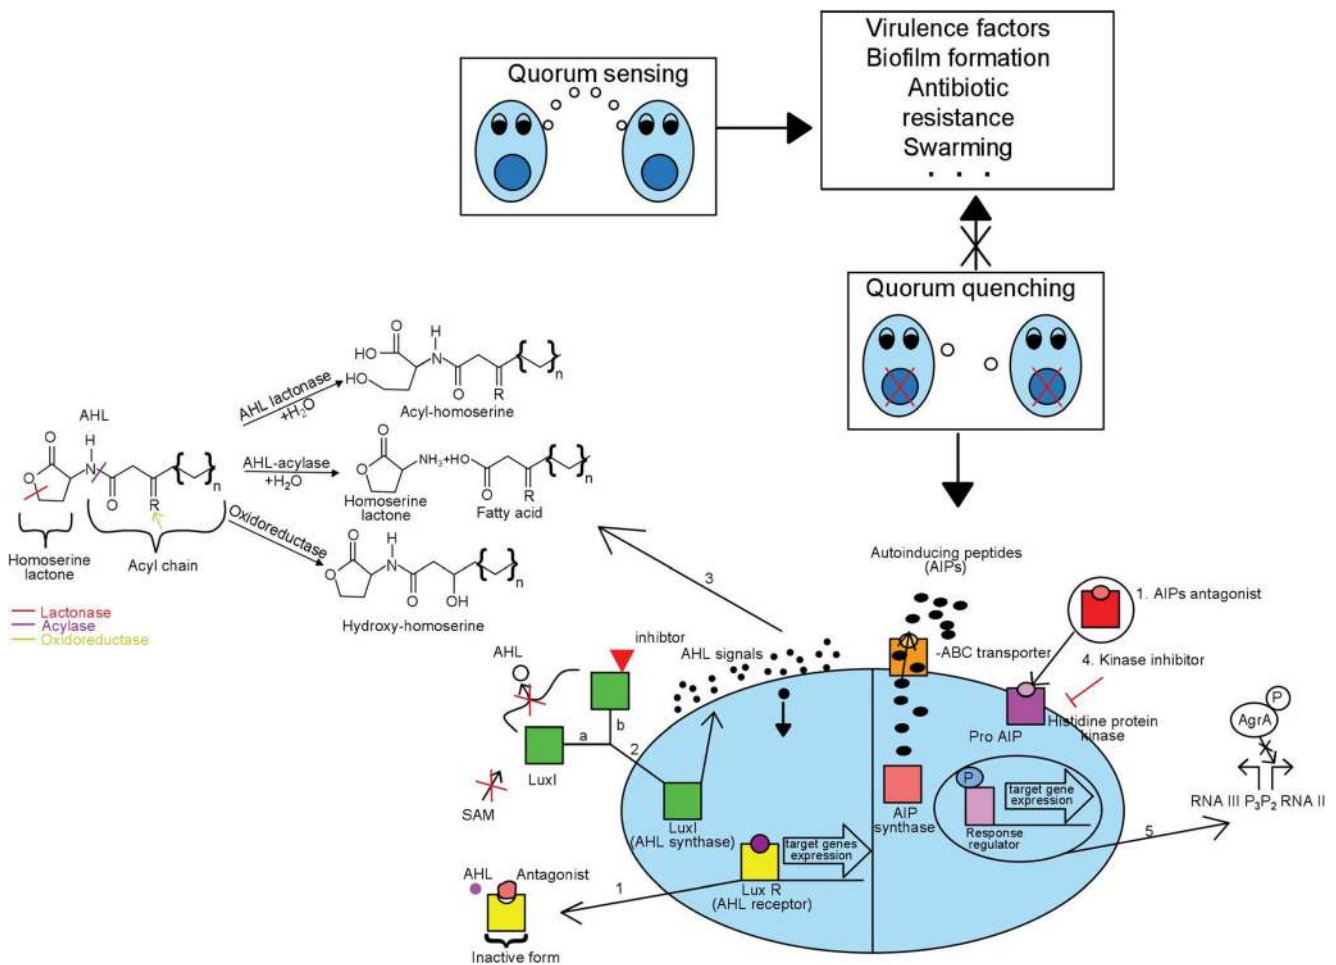 Quorum sensing
Virulence factors
Biofilm formation
Antibiotic
resistance
Swarming
. . .
Quorum quenching
AHL
O
H
N
O
O
R
n
Homoserine
lactone
Acyl chain
Lactonase
Acylase
Oxidoreductase
AHL lactonase
+H₂O
O
HO
H
N
HO
O
R
n
Acyl-homoserine
AHL-acylase
+H₂O
O
O
NH₃+HO
O
R
n
Homoserine
lactone
Fatty acid
Oxidoreductase
O
O
H
N
O
OH
n
Hydroxy-homoserine
3
Autoinducing peptides
(AIPs)
1. AIPs antagonist
-ABC transporter
4. Kinase inhibitor
Histidine protein
kinase
Pro AIP
AHL signals
inhibtor
AHL
b
a
2
LuxI
SAM
LuxI
(AHL synthase)
AIP
synthase
P
target gene
expression
Response
regulator
5
P
AgrA
RNA III P₃P₂ RNA II
target genes
expression
Lux R
(AHL receptor)
1
AHL
Antagonist
Inactive form